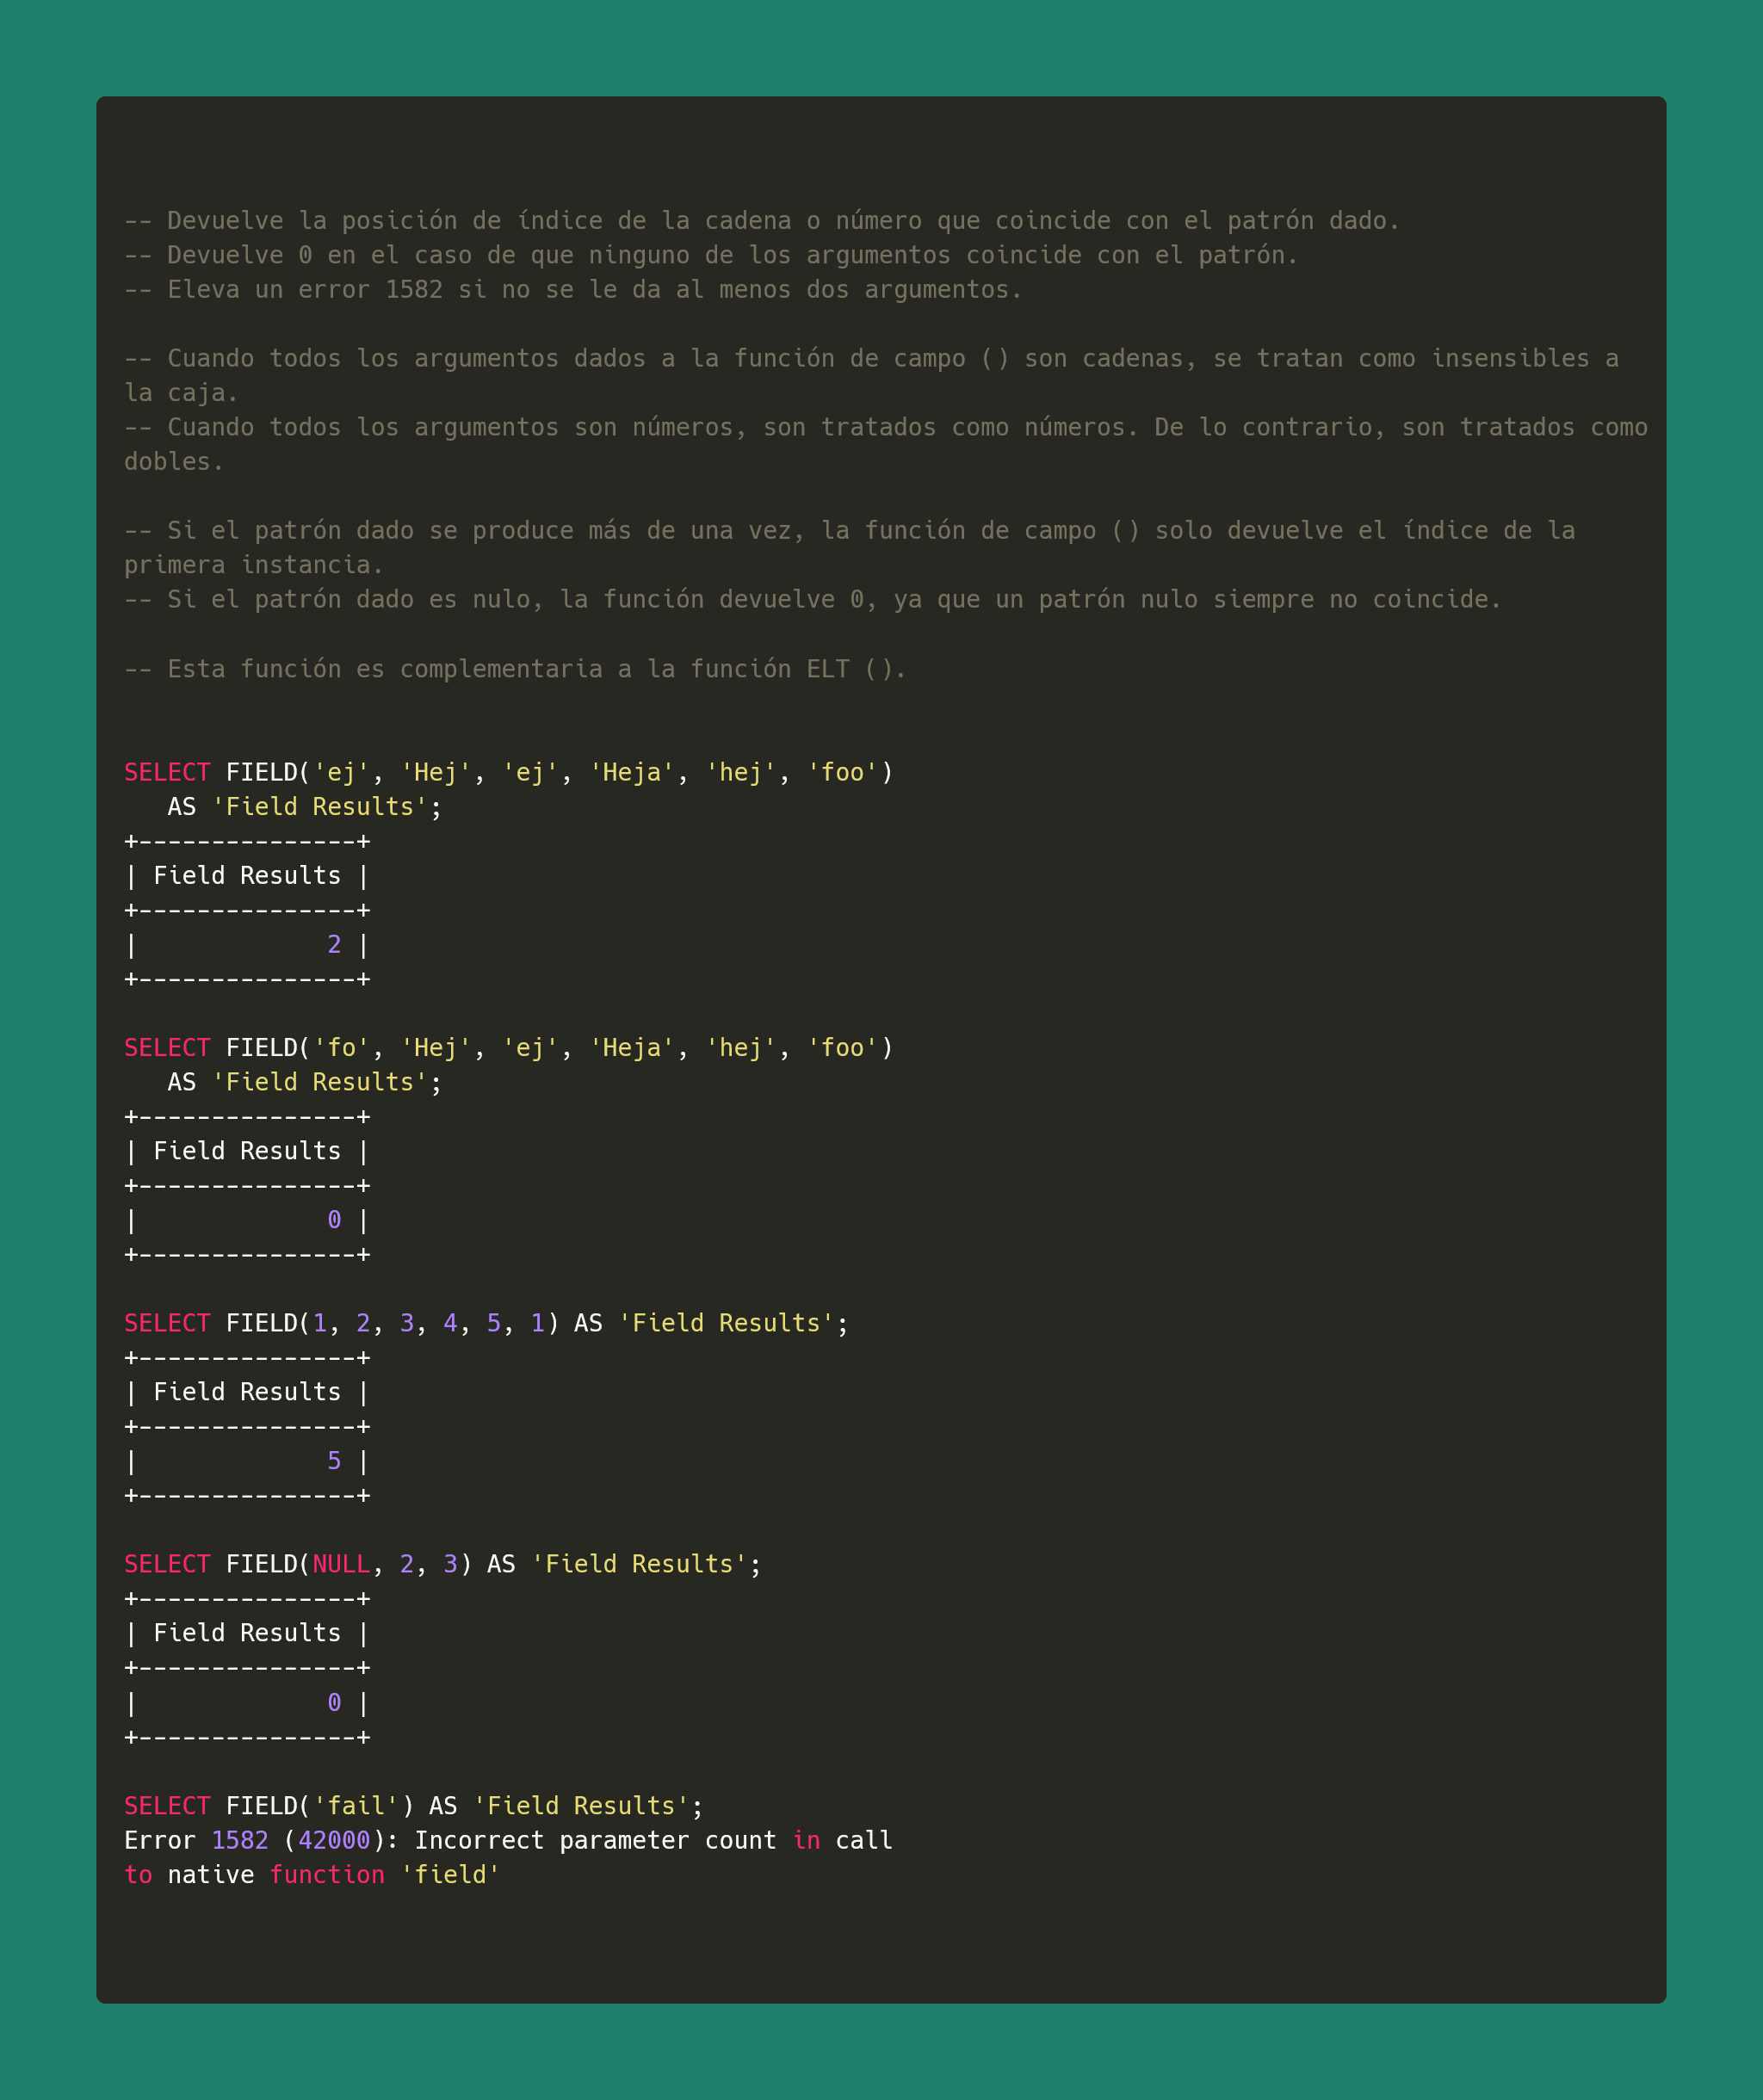 -- Devuelve la posición de índice de la cadena o número que coincide con el patrón dado.
-- Devuelve 0 en el caso de que ninguno de los argumentos coincide con el patrón.
-- Eleva un error 1582 si no se le da al menos dos argumentos.

-- Cuando todos los argumentos dados a la función de campo () son cadenas, se tratan como insensibles a
la caja.
-- Cuando todos los argumentos son números, son tratados como números. De lo contrario, son tratados como
dobles.

-- Si el patrón dado se produce más de una vez, la función de campo () solo devuelve el índice de la
primera instancia.
-- Si el patrón dado es nulo, la función devuelve 0, ya que un patrón nulo siempre no coincide.

-- Esta función es complementaria a la función ELT ().


SELECT FIELD('ej', 'Hej', 'ej', 'Heja', 'hej', 'foo')
   AS 'Field Results';
+---------------+
| Field Results |
+---------------+
|             2 |
+---------------+

SELECT FIELD('fo', 'Hej', 'ej', 'Heja', 'hej', 'foo')
   AS 'Field Results';
+---------------+
| Field Results |
+---------------+
|             0 |
+---------------+

SELECT FIELD(1, 2, 3, 4, 5, 1) AS 'Field Results';
+---------------+
| Field Results |
+---------------+
|             5 |
+---------------+

SELECT FIELD(NULL, 2, 3) AS 'Field Results';
+---------------+
| Field Results |
+---------------+
|             0 |
+---------------+

SELECT FIELD('fail') AS 'Field Results';
Error 1582 (42000): Incorrect parameter count in call
to native function 'field'